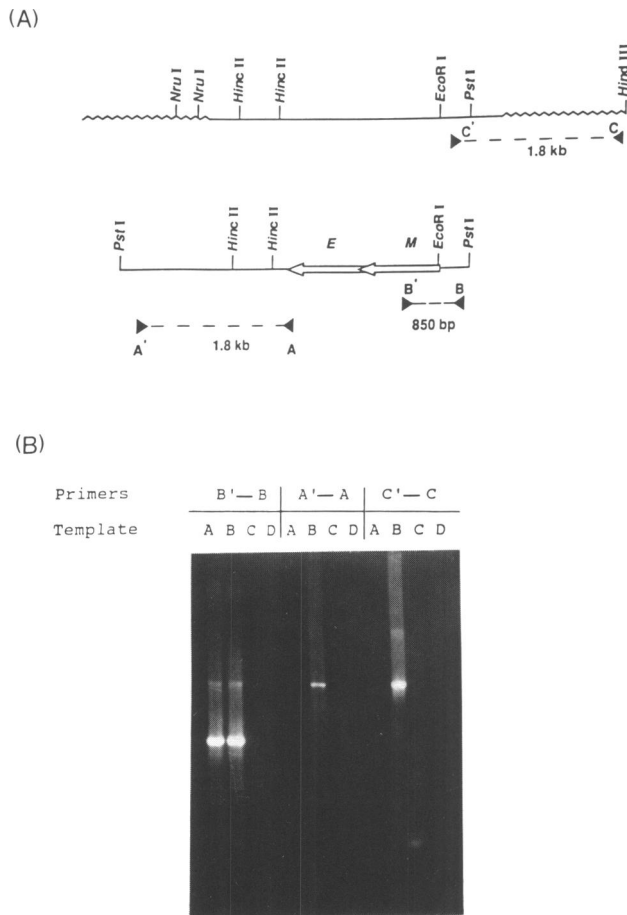 (A)
Nru I
Nru I
Hinc II
Hinc II
EcoR I
Pst I
Hind III
C' C
1.8 kb
Pst I
Hinc II
Hinc II
E
M
EcoR I
Pst I
B' B
850 bp
A' 1.8 kb A
(B)
Primers B'—B A'—A C'—C
Template A B C D A B C D A B C D